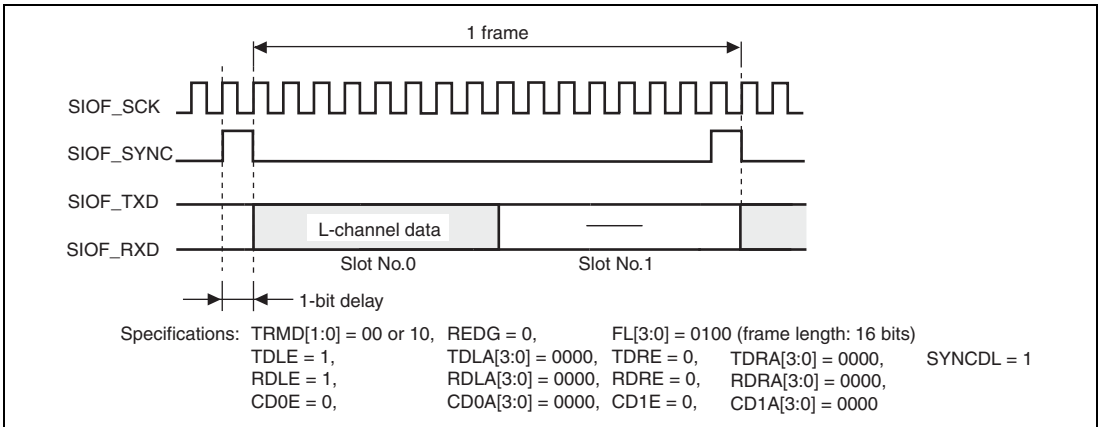 1 frame
SIOF_SCK
SIOF_SYNC
SIOF_TXD
SIOF_RXD
L-channel data
Slot No.0 Slot No.1
1-bit delay
Specifications: TRMD[1:0] = 00 or 10, REDG = 0, FL[3:0] = 0100 (frame length: 16 bits)
TDLE = 1, TDLA[3:0] = 0000, TDRE = 0, TDRA[3:0] = 0000, SYNCDL = 1
RDLE = 1, RDLA[3:0] = 0000, RDRE = 0, RDRA[3:0] = 0000,
CD0E = 0, CD0A[3:0] = 0000, CD1E = 0, CD1A[3:0] = 0000